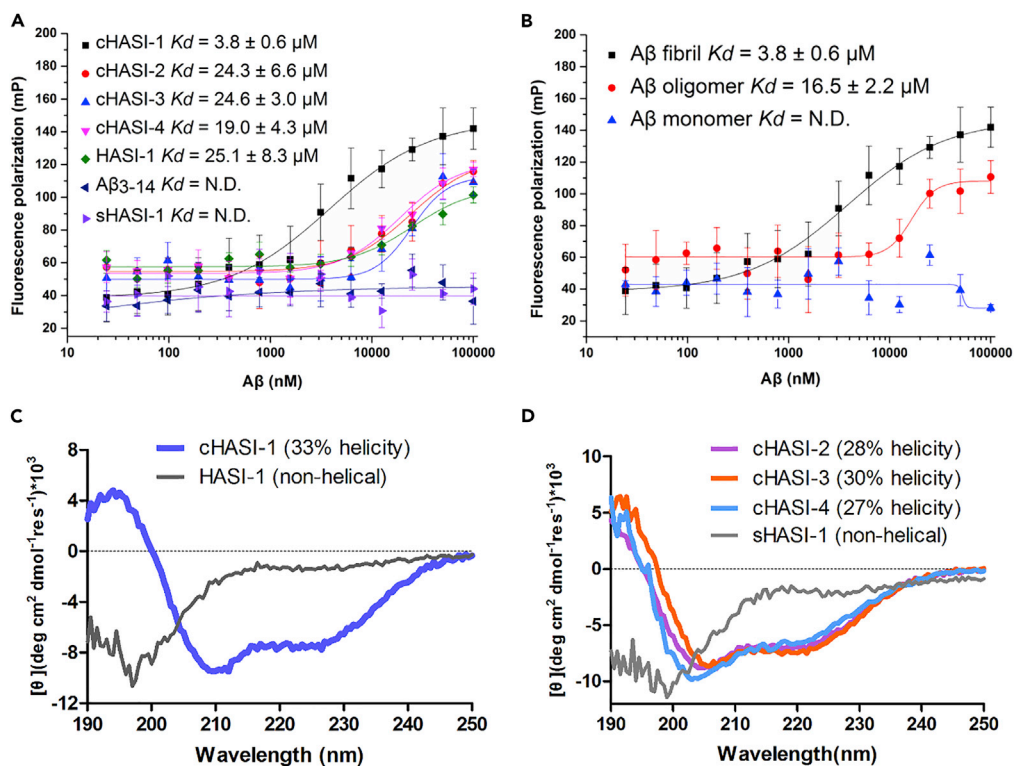 A
Fluorescence polarization (mP)
200
180
160
140
120
100
80
60
40
20
cHASI-1 Kd = 3.8 ± 0.6 µM
cHASI-2 Kd = 24.3 ± 6.6 µM
cHASI-3 Kd = 24.6 ± 3.0 µM
cHASI-4 Kd = 19.0 ± 4.3 µM
HASI-1 Kd = 25.1 ± 8.3 µM
Aβ3-14 Kd = N.D.
sHASI-1 Kd = N.D.
10 100 1000 10000 100000
Aβ (nM)
B
Fluorescence polarization (mP)
200
180
160
140
120
100
80
60
40
20
Aβ fibril Kd = 3.8 ± 0.6 µM
Aβ oligomer Kd = 16.5 ± 2.2 µM
Aβ monomer Kd = N.D.
10 100 1000 10000 100000
Aβ (nM)
C
[θ](deg cm² dmol⁻¹res⁻¹)*10³
8
4
0
-4
-8
-12
cHASI-1 (33% helicity)
HASI-1 (non-helical)
190 200 210 220 230 240 250
Wavelength (nm)
D
[θ](deg cm² dmol⁻¹res⁻¹)*10³
10
5
0
-5
-10
cHASI-2 (28% helicity)
cHASI-3 (30% helicity)
cHASI-4 (27% helicity)
sHASI-1 (non-helical)
190 200 210 220 230 240 250
Wavelength(nm)